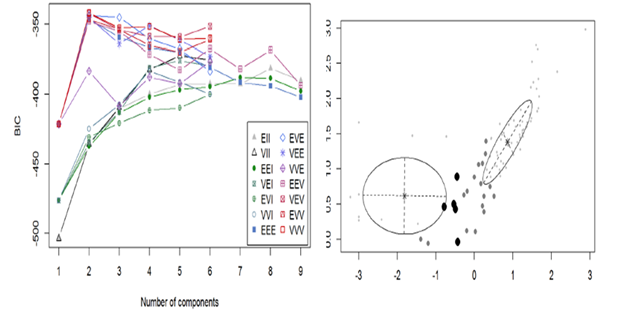 -350
-400
-450
-500
BIC
1 2 3 4 5 6 7 8 9
Number of components
EII EVE
VII VEE
EEI VVE
VEI EEV
EVI VEV
VVI EVV
EEE VVV
3.0
2.5
2.0
1.5
1.0
0.5
0.0
-3 -2 -1 0 1 2 3